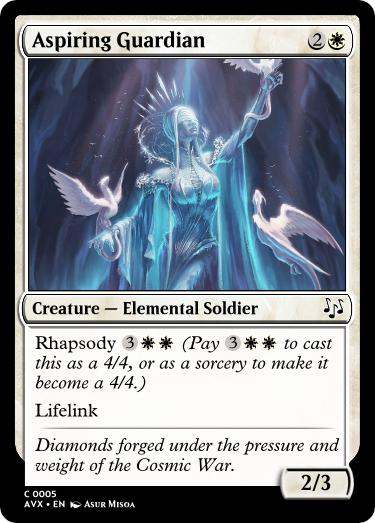 Aspiring Guardian 2
Creature — Elemental Soldier
Rhapsody 3 (Pay 3 to cast
this as a 4/4, or as a sorcery to make it
become a 4/4.)
Lifelink
Diamonds forged under the pressure and
weight of the Cosmic War.
2/3
C 0005
AVX • EN Asur Misoa